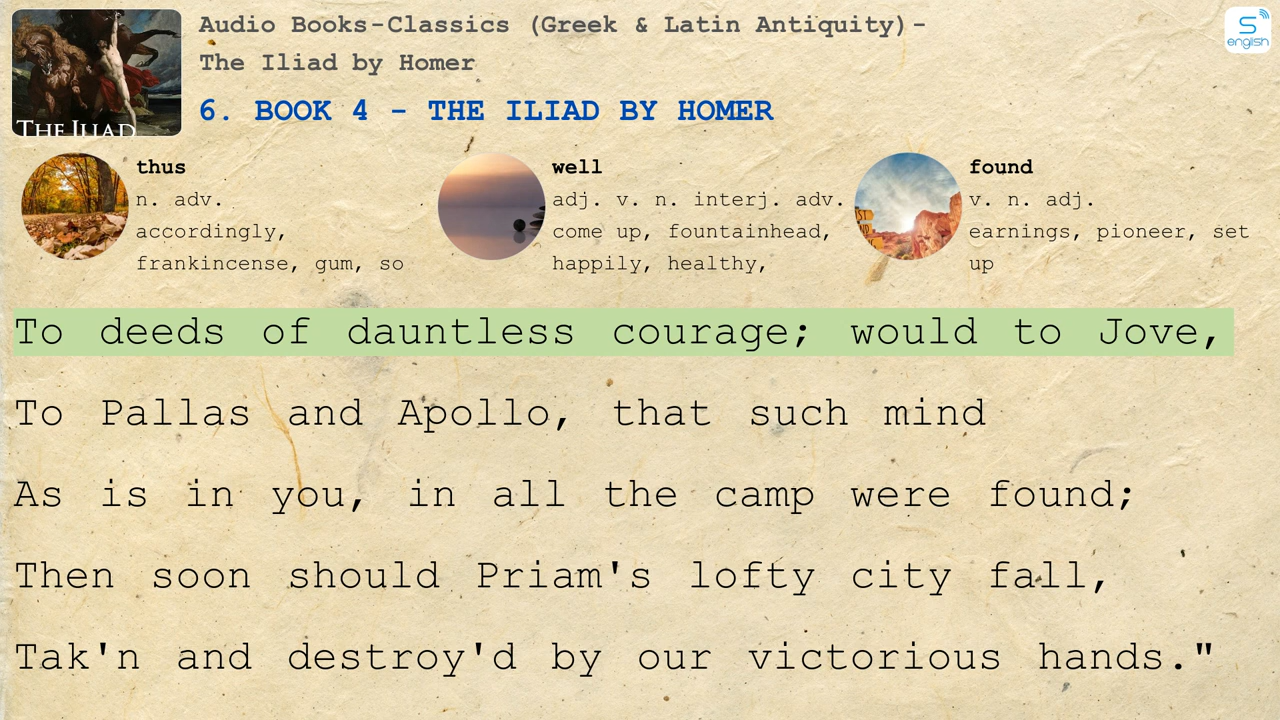 Audio Books-Classics (Greek & Latin Antiquity)-
The Iliad by Homer
6. BOOK 4 - THE ILIAD BY HOMER
THE ILIAD
S
english
thus
n. adv.
accordingly,
frankincense, gum, so
well
adj. v. n. interj. adv.
come up, fountainhead,
happily, healthy,
found
v. n. adj.
earnings, pioneer, set
up
To deeds of dauntless courage; would to Jove,
To Pallas and Apollo, that such mind
As is in you, in all the camp were found;
Then soon should Priam's lofty city fall,
Tak'n and destroy'd by our victorious hands."